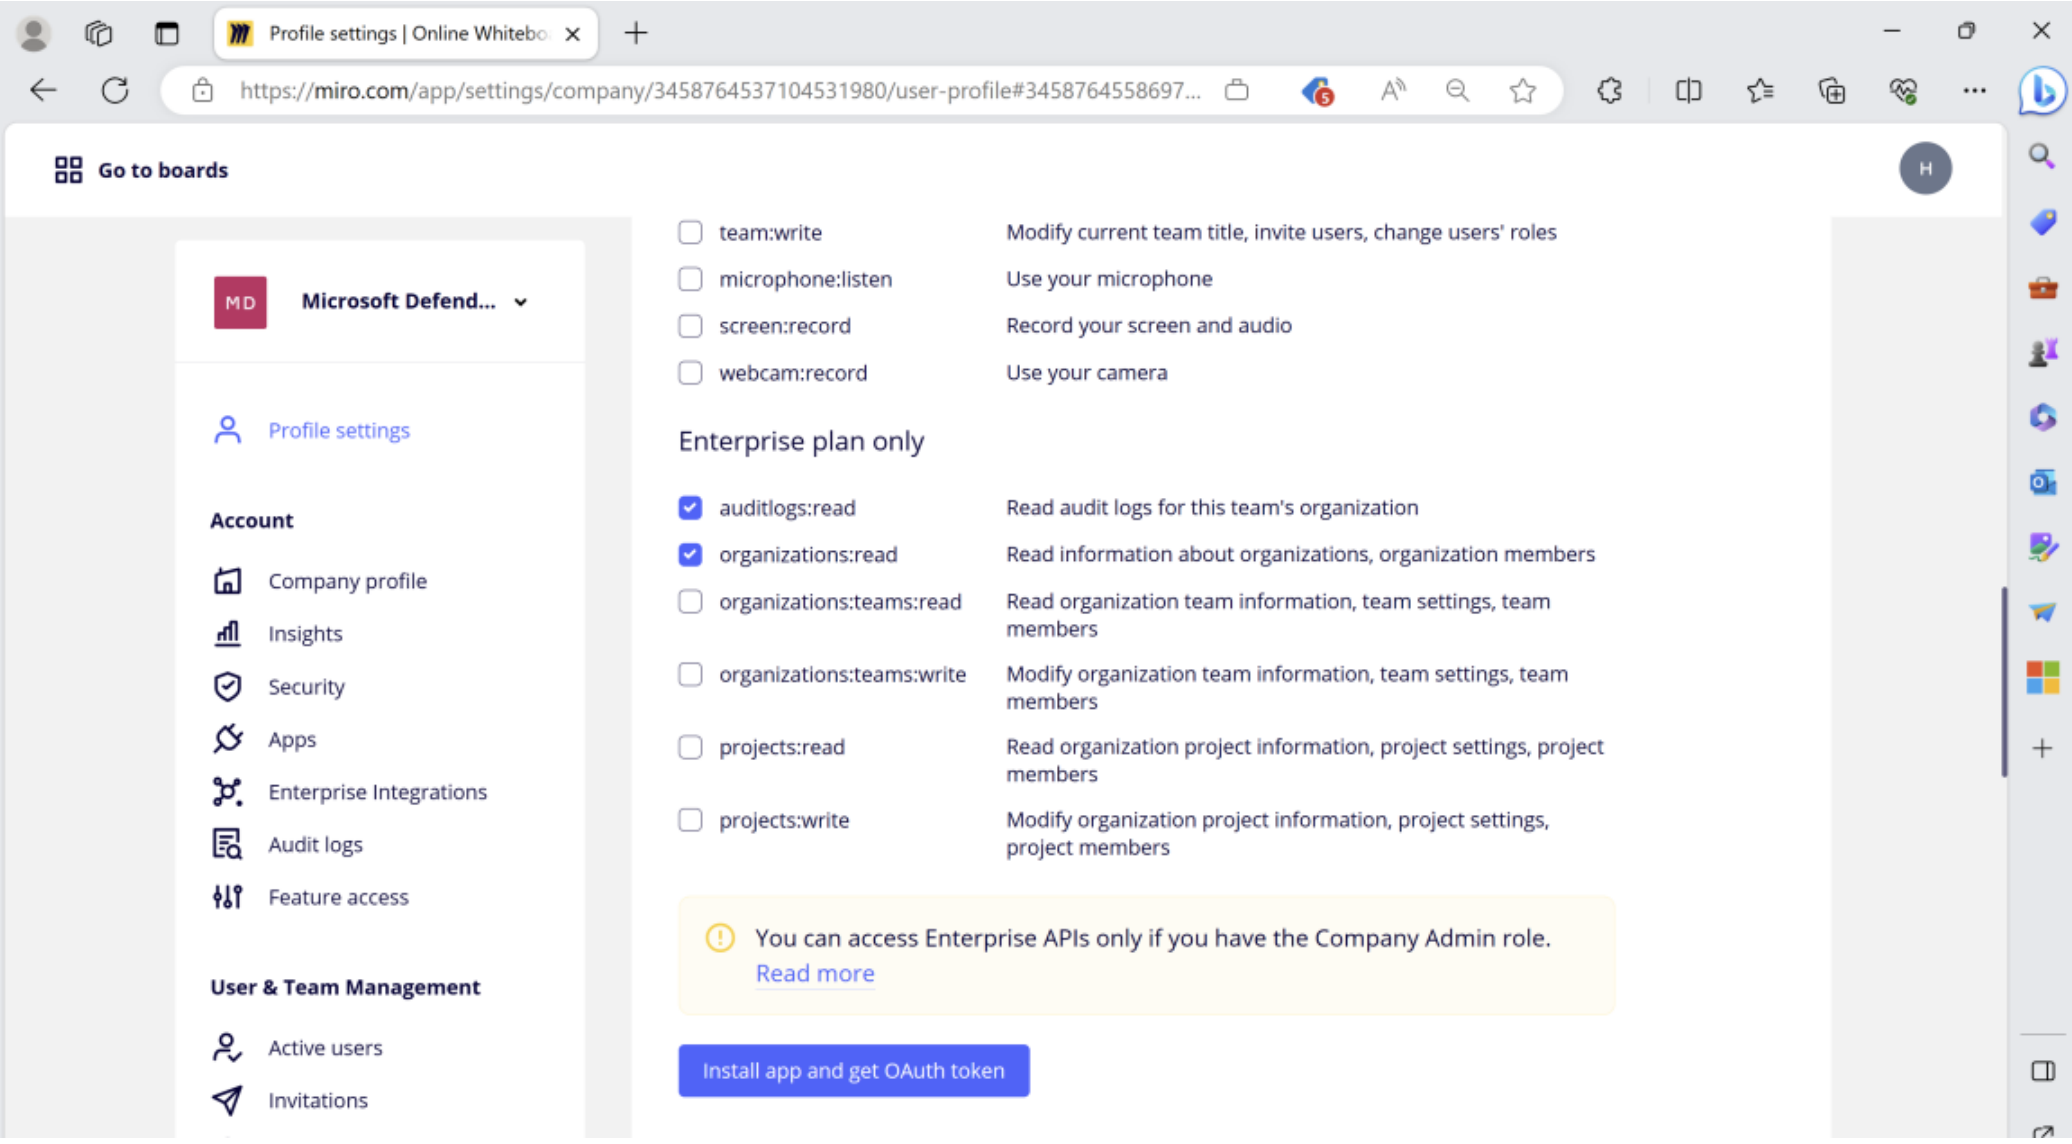 Profile settings | Online Whitebo
https://miro.com/app/settings/company/3458764537104531980/user-profile#3458764558697...
5
Go to boards
H
MD
Microsoft Defend...
Profile settings
Account
Company profile
Insights
Security
Apps
Enterprise Integrations
Audit logs
Feature access
User & Team Management
Active users
Invitations
team:write Modify current team title, invite users, change users' roles
microphone:listen Use your microphone
screen:record Record your screen and audio
webcam:record Use your camera
Enterprise plan only
auditlogs:read Read audit logs for this team's organization
organizations:read Read information about organizations, organization members
organizations:teams:read Read organization team information, team settings, team
members
organizations:teams:write Modify organization team information, team settings, team
members
projects:read Read organization project information, project settings, project
members
projects:write Modify organization project information, project settings,
project members
You can access Enterprise APIs only if you have the Company Admin role.
Read more
Install app and get OAuth token